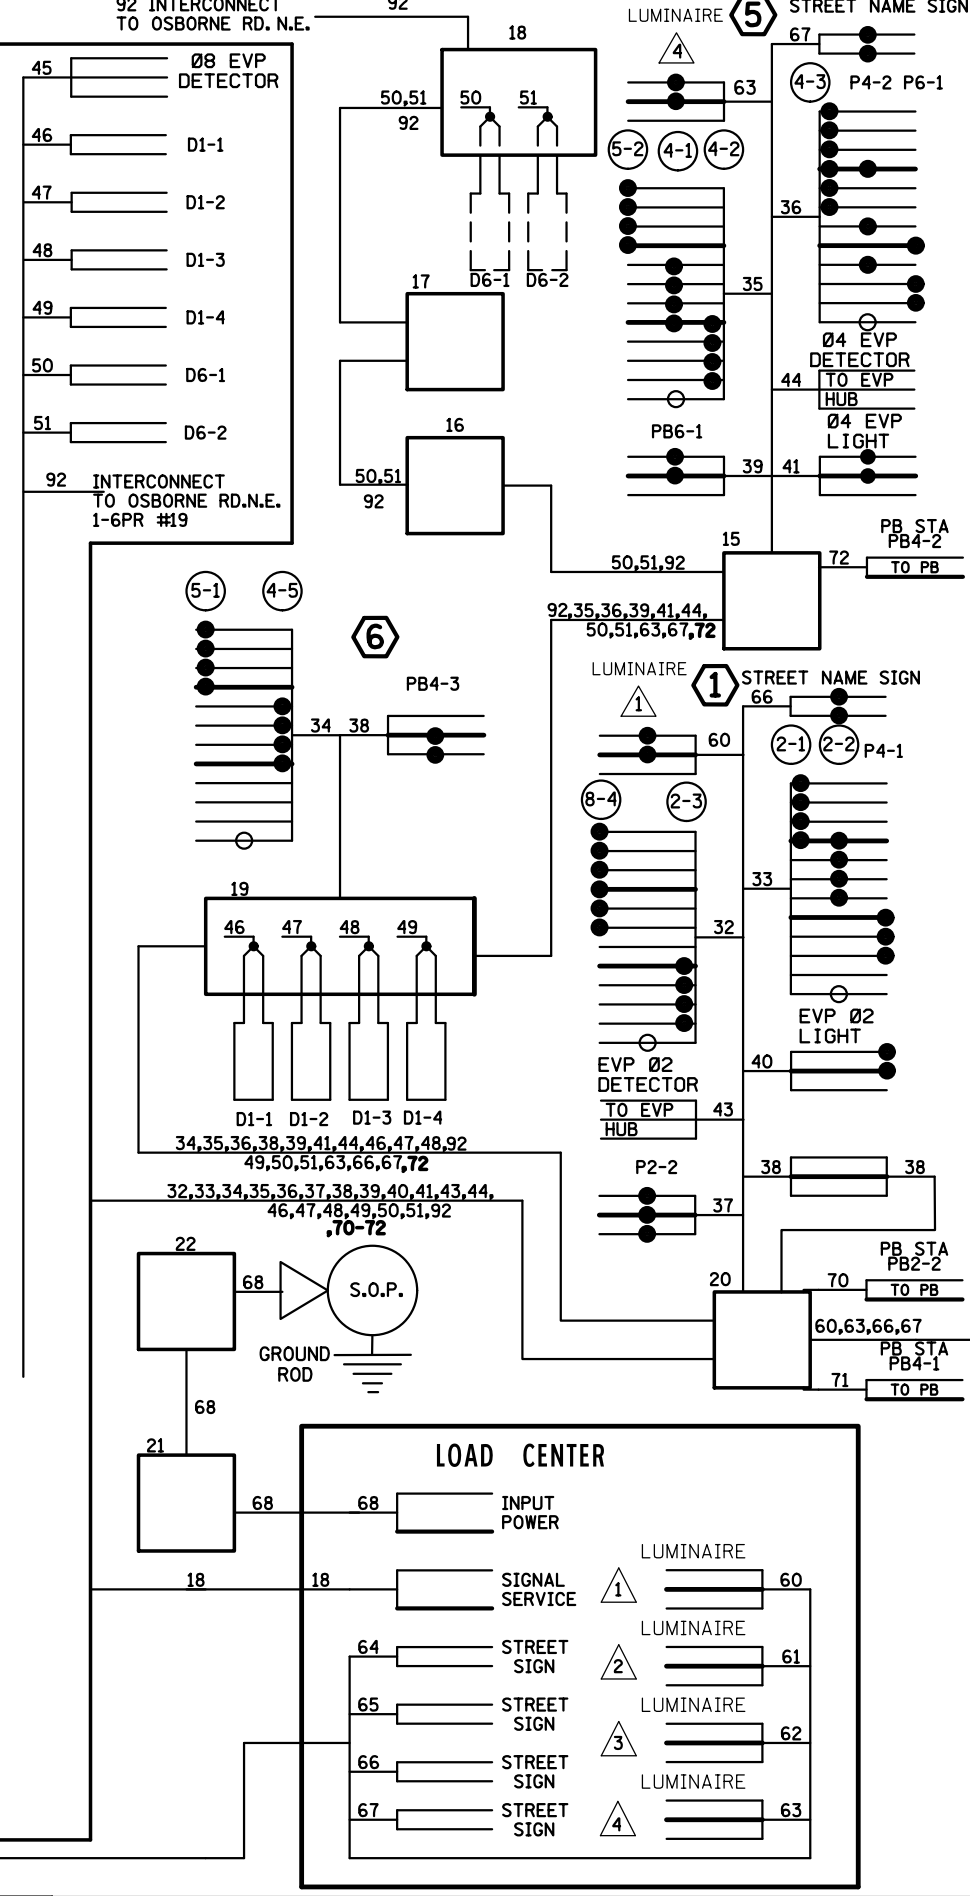 92 INTERCONNECT
TO OSBORNE RD. N.E.
92
45
Ø8 EVP
DETECTOR
46
D1-1
47
D1-2
48
D1-3
49
D1-4
50
D6-1
51
D6-2
92
INTERCONNECT
TO OSBORNE RD.N.E.
1-6PR #19
18
50,51
92
50
51
D6-1
D6-2
17
16
50,51
92
LUMINAIRE
5
STREET NAME SIGN
4
67
63
4-3
P4-2 P6-1
5-2
4-1
4-2
36
35
Ø4 EVP
DETECTOR
44
TO EVP
HUB
PB6-1
Ø4 EVP
LIGHT
39
41
15
PB STA
PB4-2
72
TO PB
50,51,92
92,35,36,39,41,44,
50,51,63,67,72
5-1
4-5
6
PB4-3
34
38
LUMINAIRE
1
STREET NAME SIGN
1
66
60
2-1
2-2
P4-1
8-4
2-3
33
32
EVP Ø2
LIGHT
EVP Ø2
DETECTOR
40
TO EVP
HUB
43
19
46
47
48
49
D1-1
D1-2
D1-3
D1-4
34,35,36,38,39,41,44,46,47,48,92
49,50,51,63,66,67,72
P2-2
38
38
32,33,34,35,36,37,38,39,40,41,43,44,
46,47,48,49,50,51,92
,70-72
37
22
68
S.O.P.
GROUND
ROD
20
PB STA
PB2-2
70
TO PB
60,63,66,67
PB STA
PB4-1
71
TO PB
68
21
68
LOAD CENTER
68
INPUT
POWER
18
18
SIGNAL
SERVICE
LUMINAIRE
1
60
64
STREET
SIGN
LUMINAIRE
2
61
65
STREET
SIGN
LUMINAIRE
3
62
66
STREET
SIGN
LUMINAIRE
4
63
67
STREET
SIGN